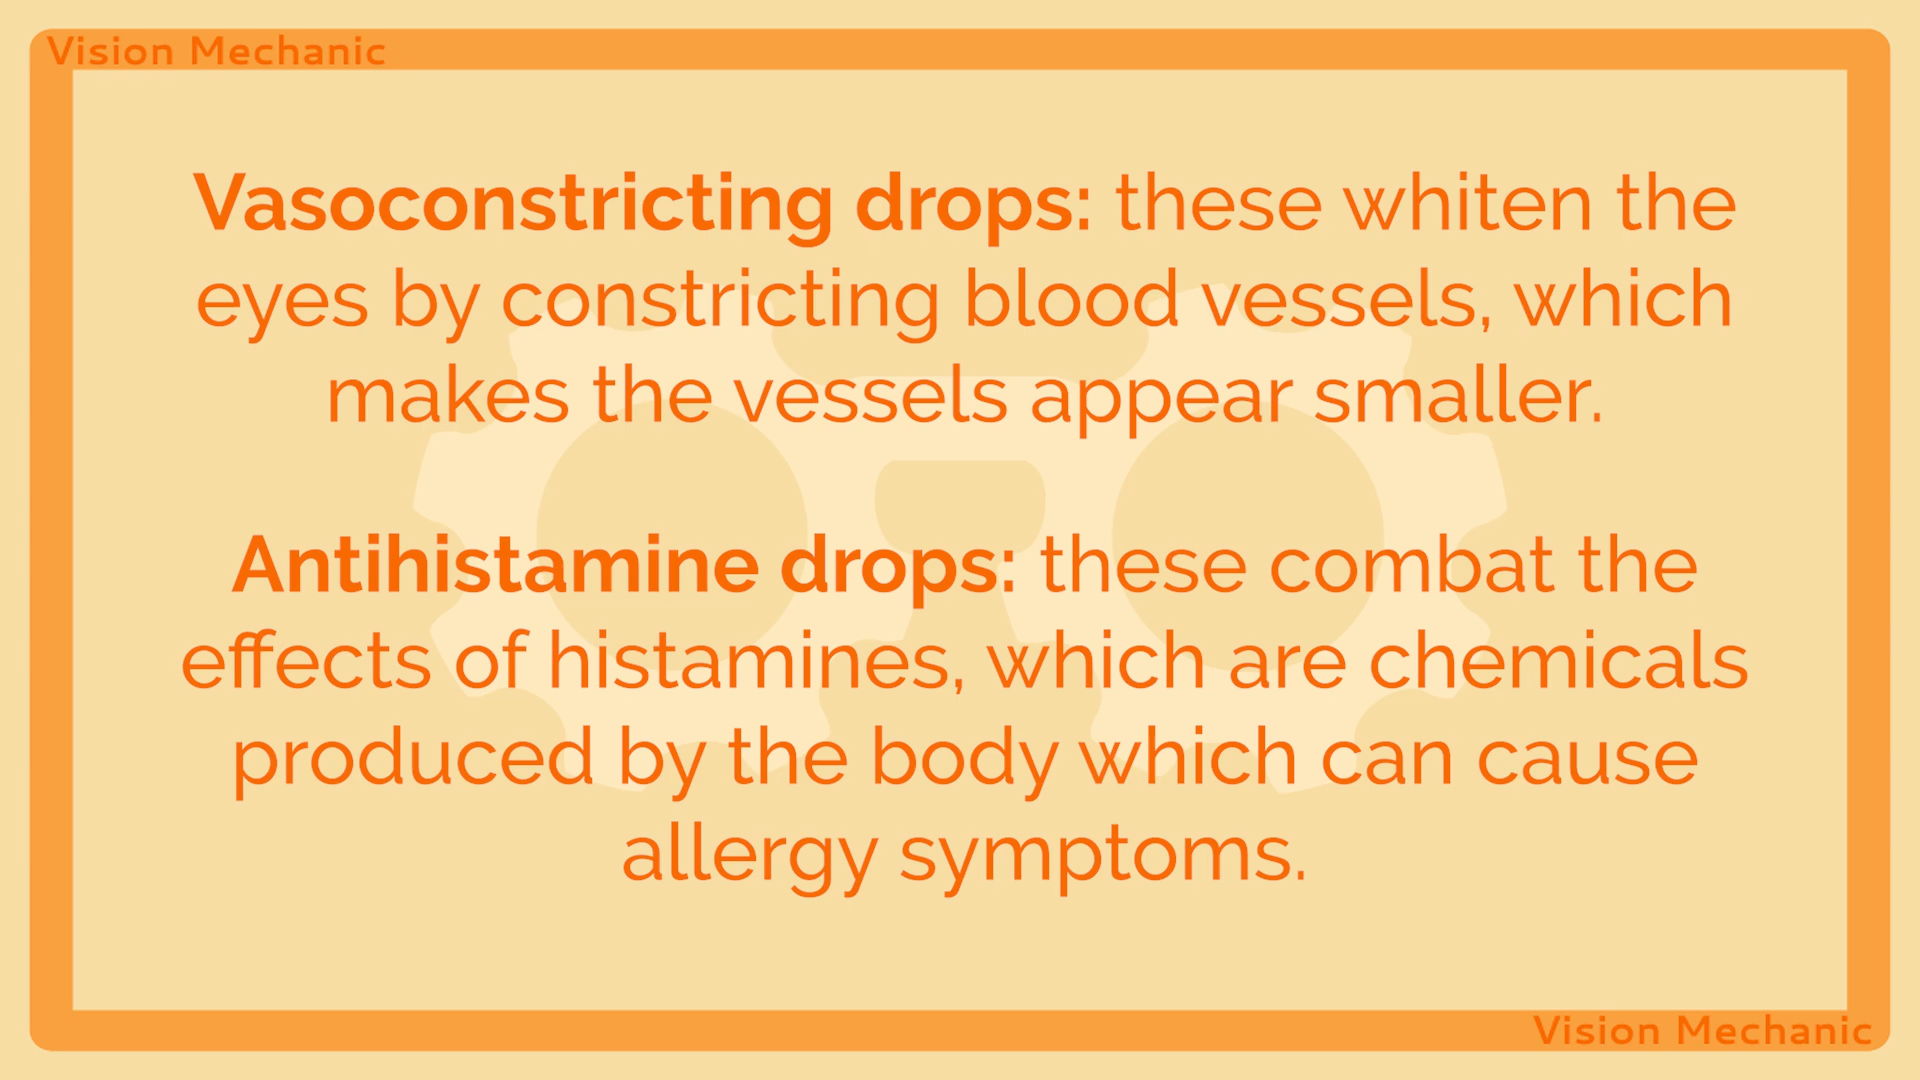 Vision Mechanic
Vasoconstricting drops: these whiten the
eyes by constricting blood vessels, which
makes the vessels appear smaller.
Antihistamine drops: these combat the
effects of histamines, which are chemicals
produced by the body which can cause
allergy symptoms.
Vision Mechanic